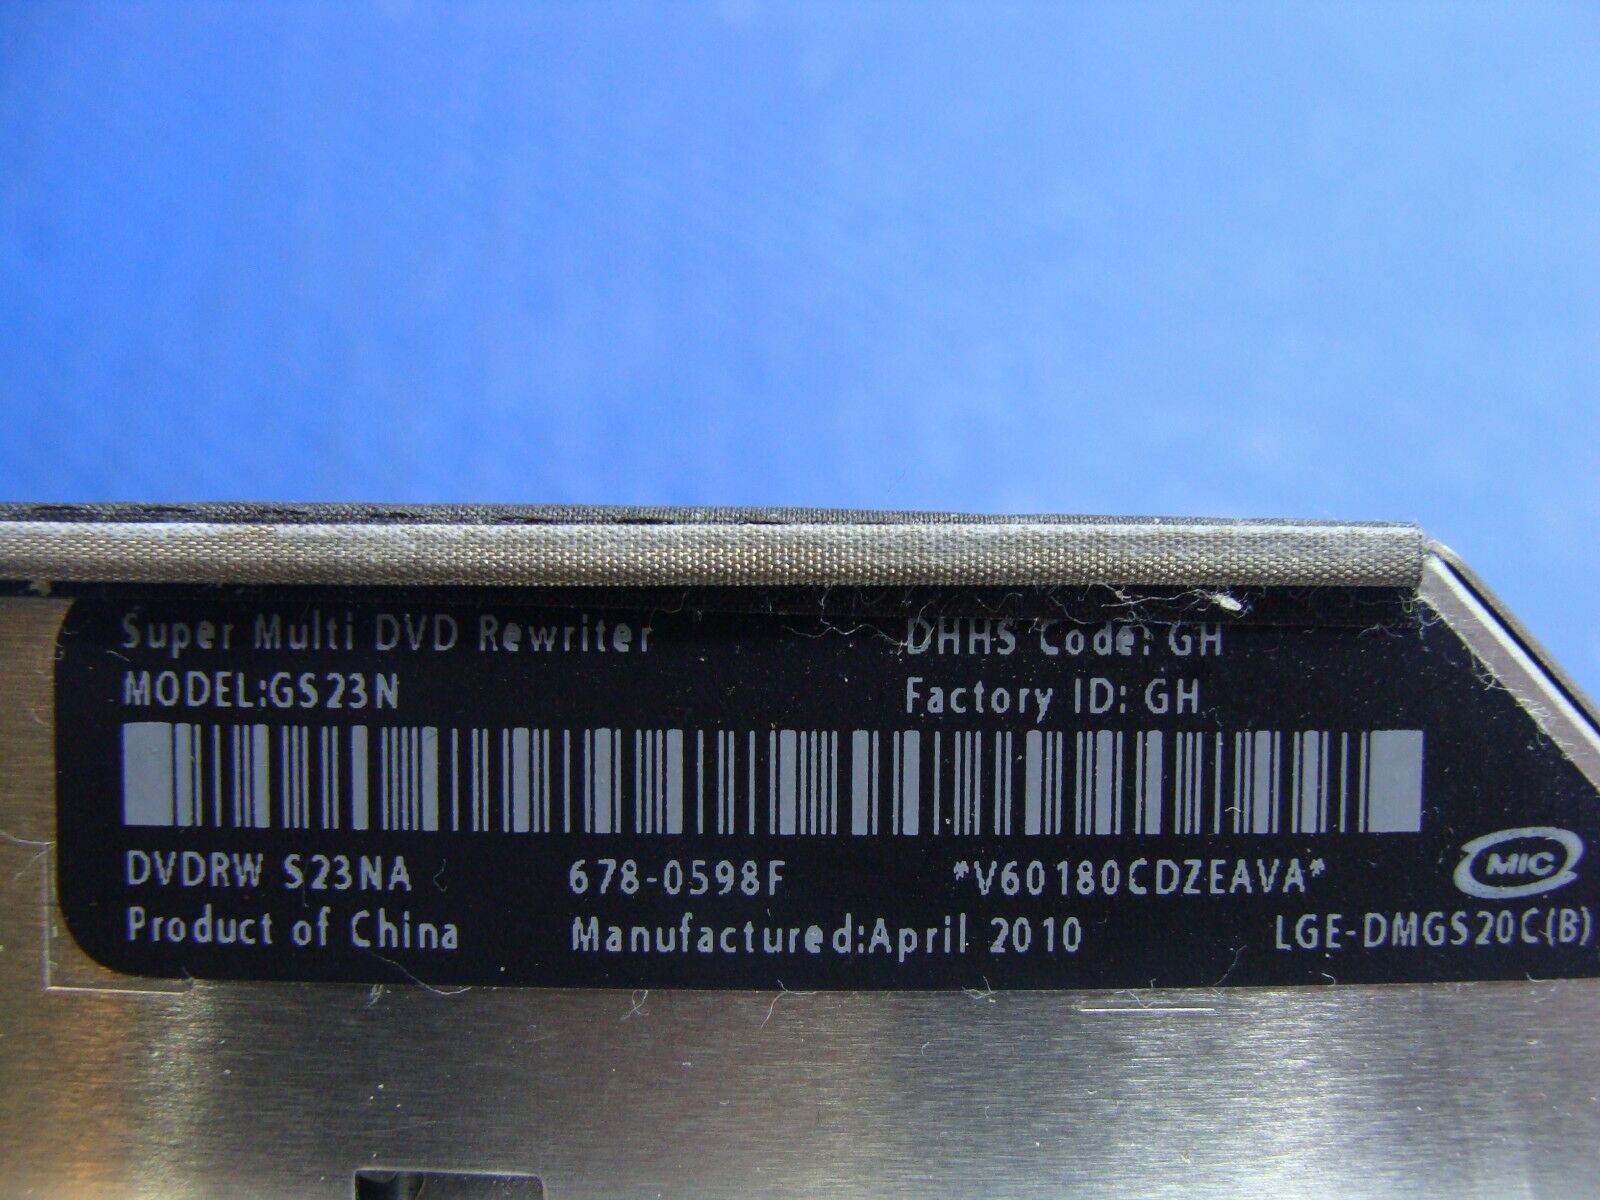 Super Multi DVD Rewriter DHHS Code: GH
MODEL:GS23N Factory ID: GH
DVDRW S23NA 678-0598F *V60180CDZEAVA*
MIC
Product of China Manufactured:April 2010 LGE-DMGS20C(B)